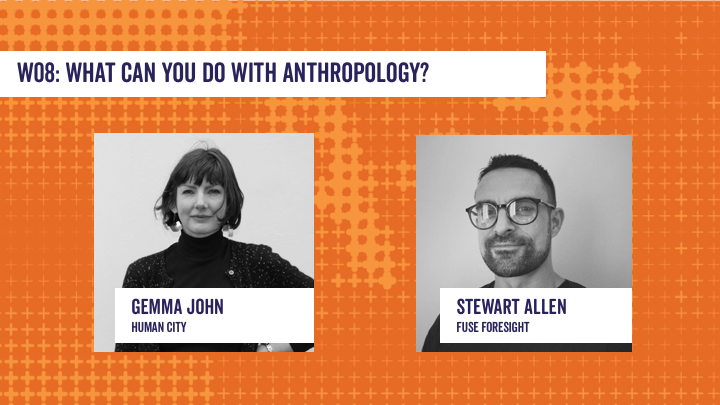 W08: WHAT CAN YOU DO WITH ANTHROPOLOGY?
GEMMA JOHN
HUMAN CITY
STEWART ALLEN
FUSE FORESIGHT